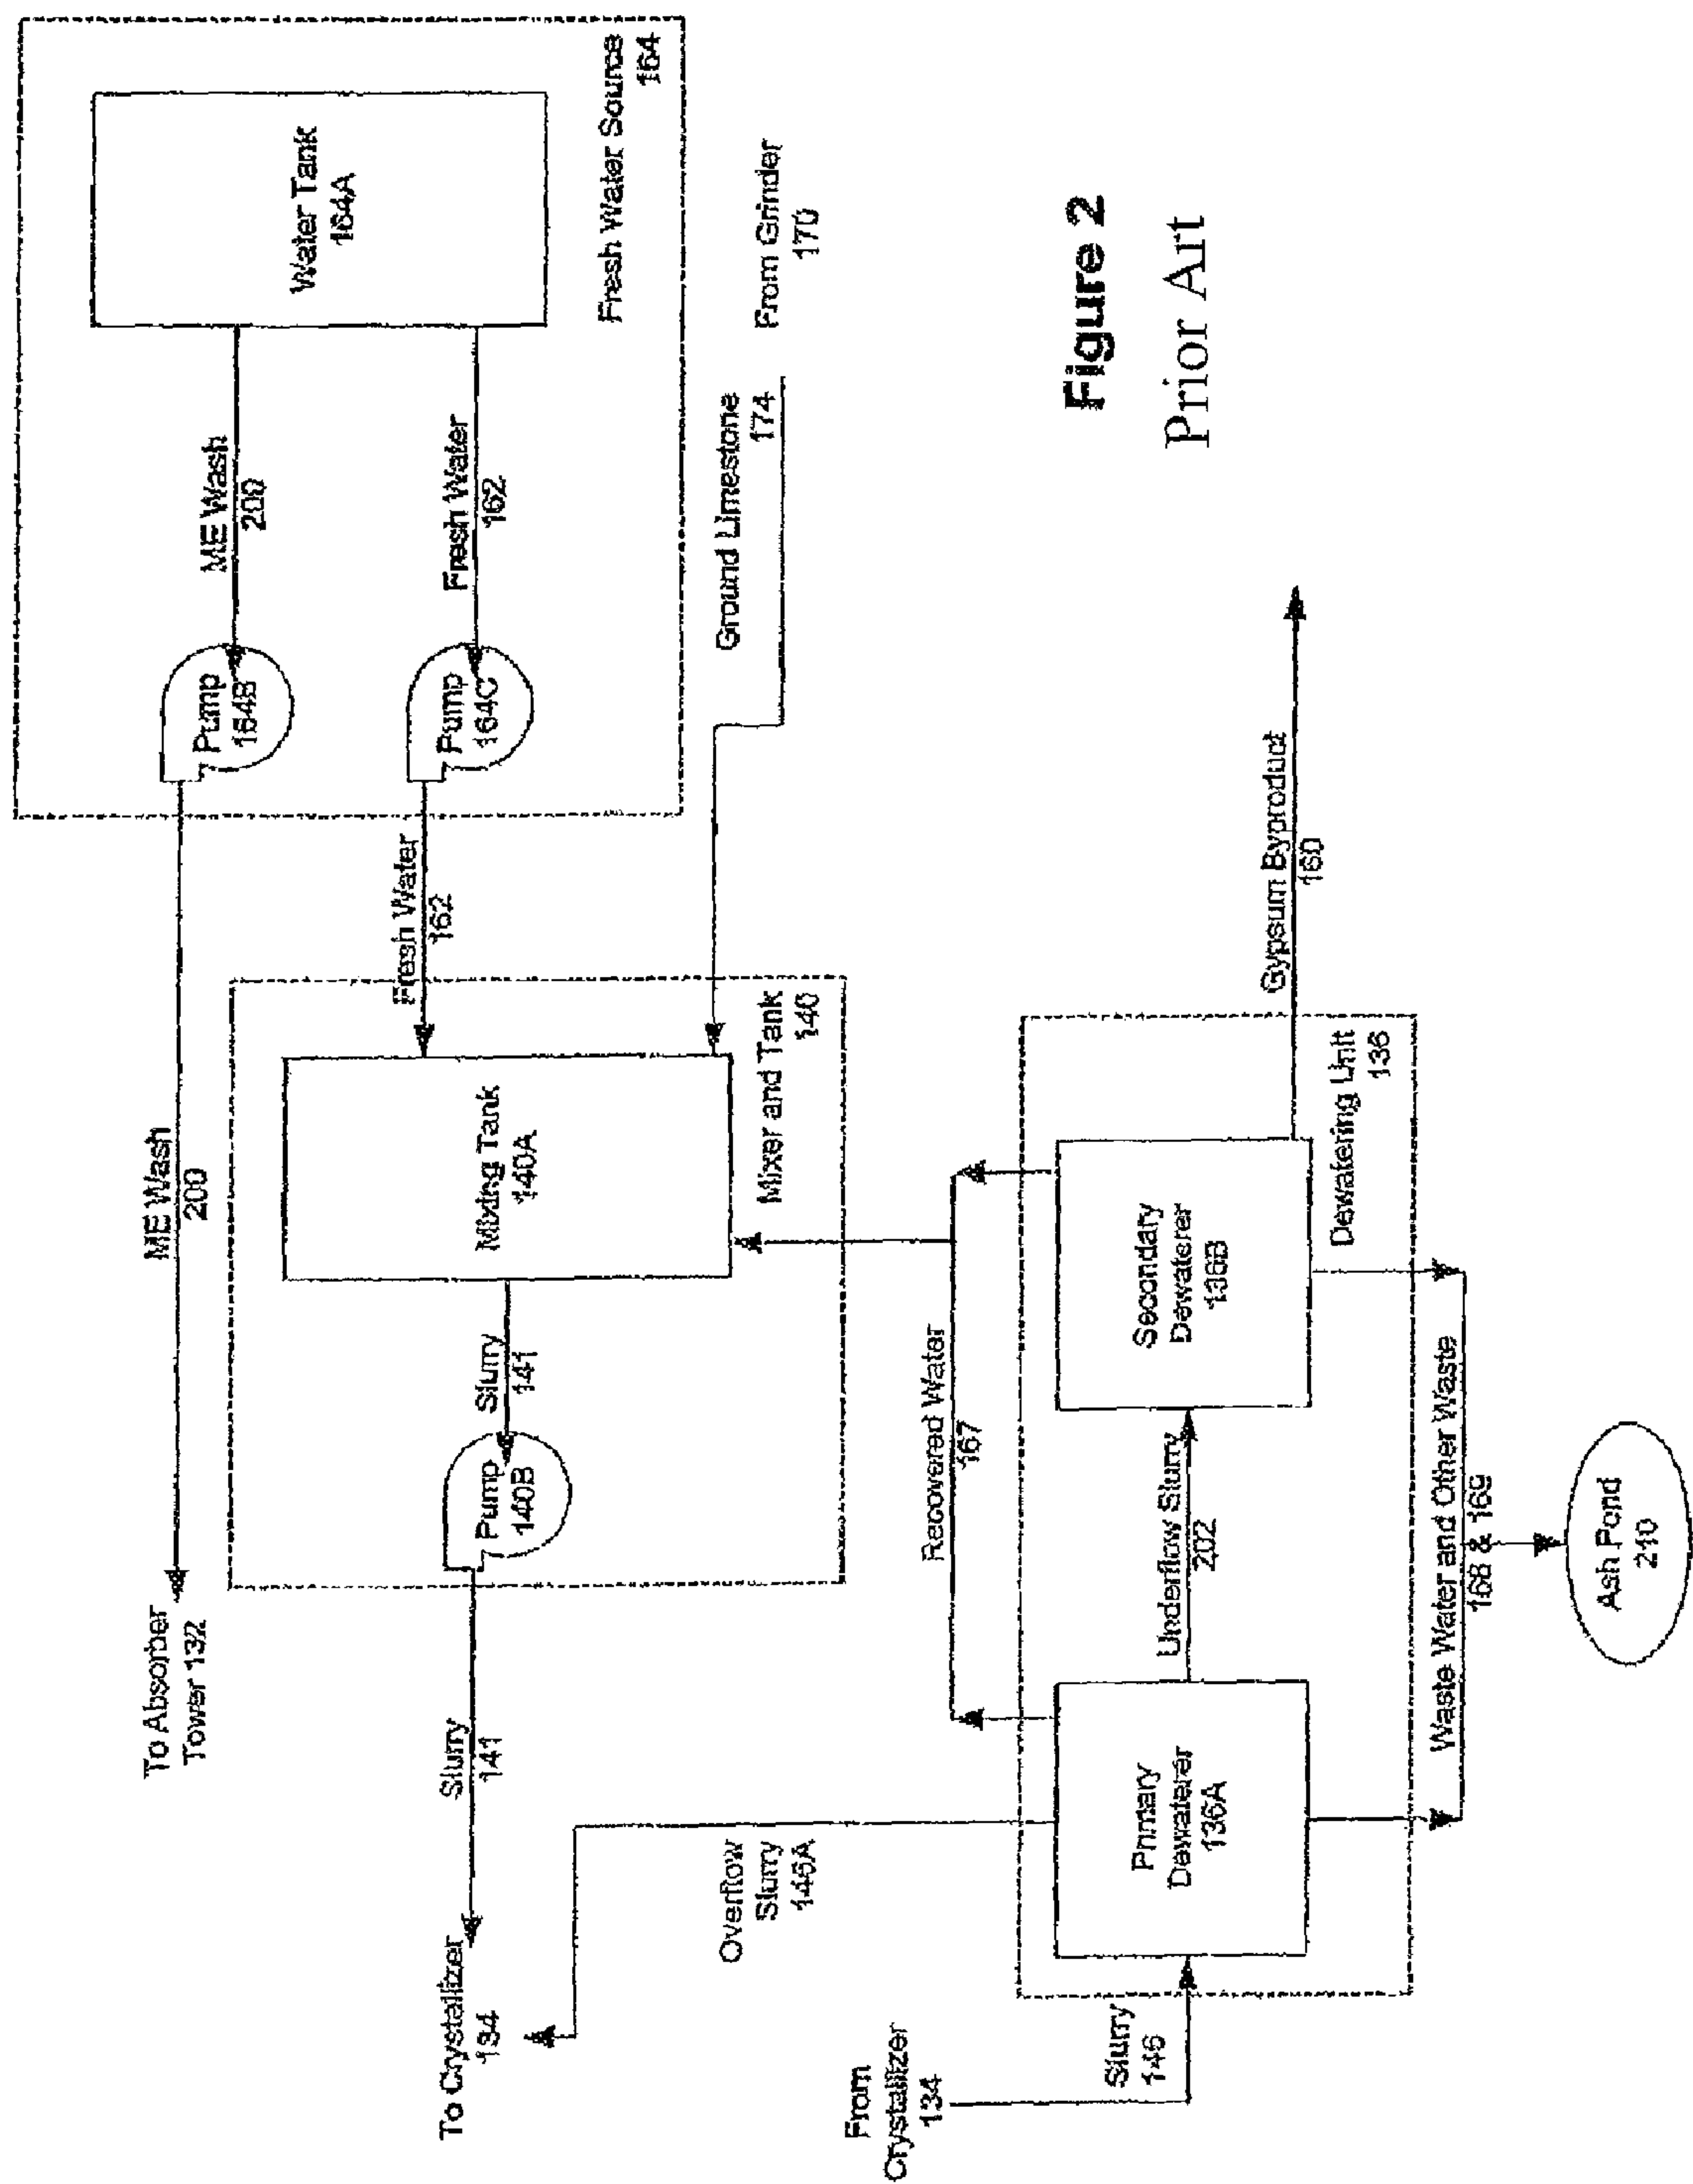 To Absorber
Tower 132
ME Wash
200
ME Wash
200
Pump
164B
Water Tank
164A
Fresh Water
162
Pump
164C
Fresh Water
162
Fresh Water Source
164
To Crystallizer
134
Slurry
141
Pump
140B
Slurry
141
Mixing Tank
140A
Mixer and Tank
140
Ground Limestone
174
From Grinder
170
Overflow
Slurry
146A
Recovered Water
167
From
Crystallizer
134
Slurry
146
Primary
Dewaterer
136A
Underflow Slurry
202
Secondary
Dewaterer
136B
Dewatering Unit
136
Gypsum Byproduct
160
Waste Water and Other Waste
168 & 169
Ash Pond
210
Figure 2
Prior Art